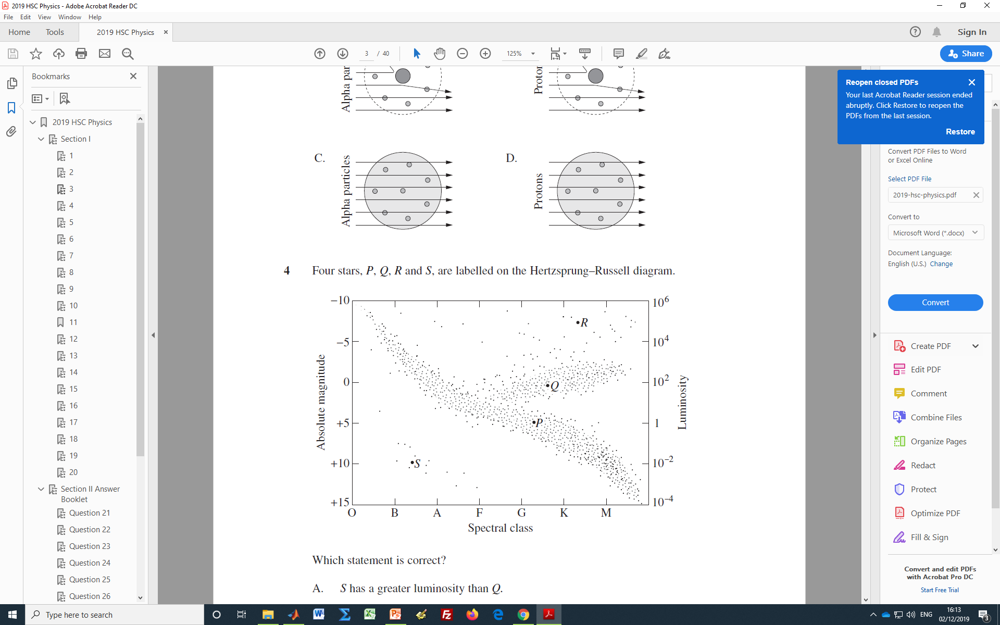 2019 HSC Physics - Adobe Acrobat Reader DC
File Edit View Window Help
Home Tools 2019 HSC Physics × Sign In
3 / 40 125% Share
Bookmarks
2019 HSC Physics
Section I
1
2
3
4
5
6
7
8
9
10
11
12
13
14
15
16
17
18
19
20
Section II Answer
Booklet
Question 21
Question 22
Question 23
Question 24
Question 25
Question 26
Alpha par
Proton
C. Alpha particles
D. Protons
4 Four stars, P, Q, R and S, are labelled on the Hertzsprung–Russell diagram.
Absolute magnitude
−10
−5
0
+5
+10
+15
R
Q
P
S
10⁶
10⁴
10²
1
10⁻²
10⁻⁴
Luminosity
O B A F G K M
Spectral class
Which statement is correct?
A. S has a greater luminosity than Q.
Reopen closed PDFs
Your last Acrobat Reader session ended
abruptly. Click Restore to reopen the
PDFs from the last session.
Restore
Convert PDF Files to Word
or Excel Online
Select PDF File
2019-hsc-physics.pdf
Convert to
Microsoft Word (*.docx)
Document Language:
English (U.S.) Change
Convert
Create PDF
Edit PDF
Comment
Combine Files
Organize Pages
Redact
Protect
Optimize PDF
Fill & Sign
Convert and edit PDFs
with Acrobat Pro DC
Start Free Trial
Type here to search
ENG
16:13
02/12/2019
3